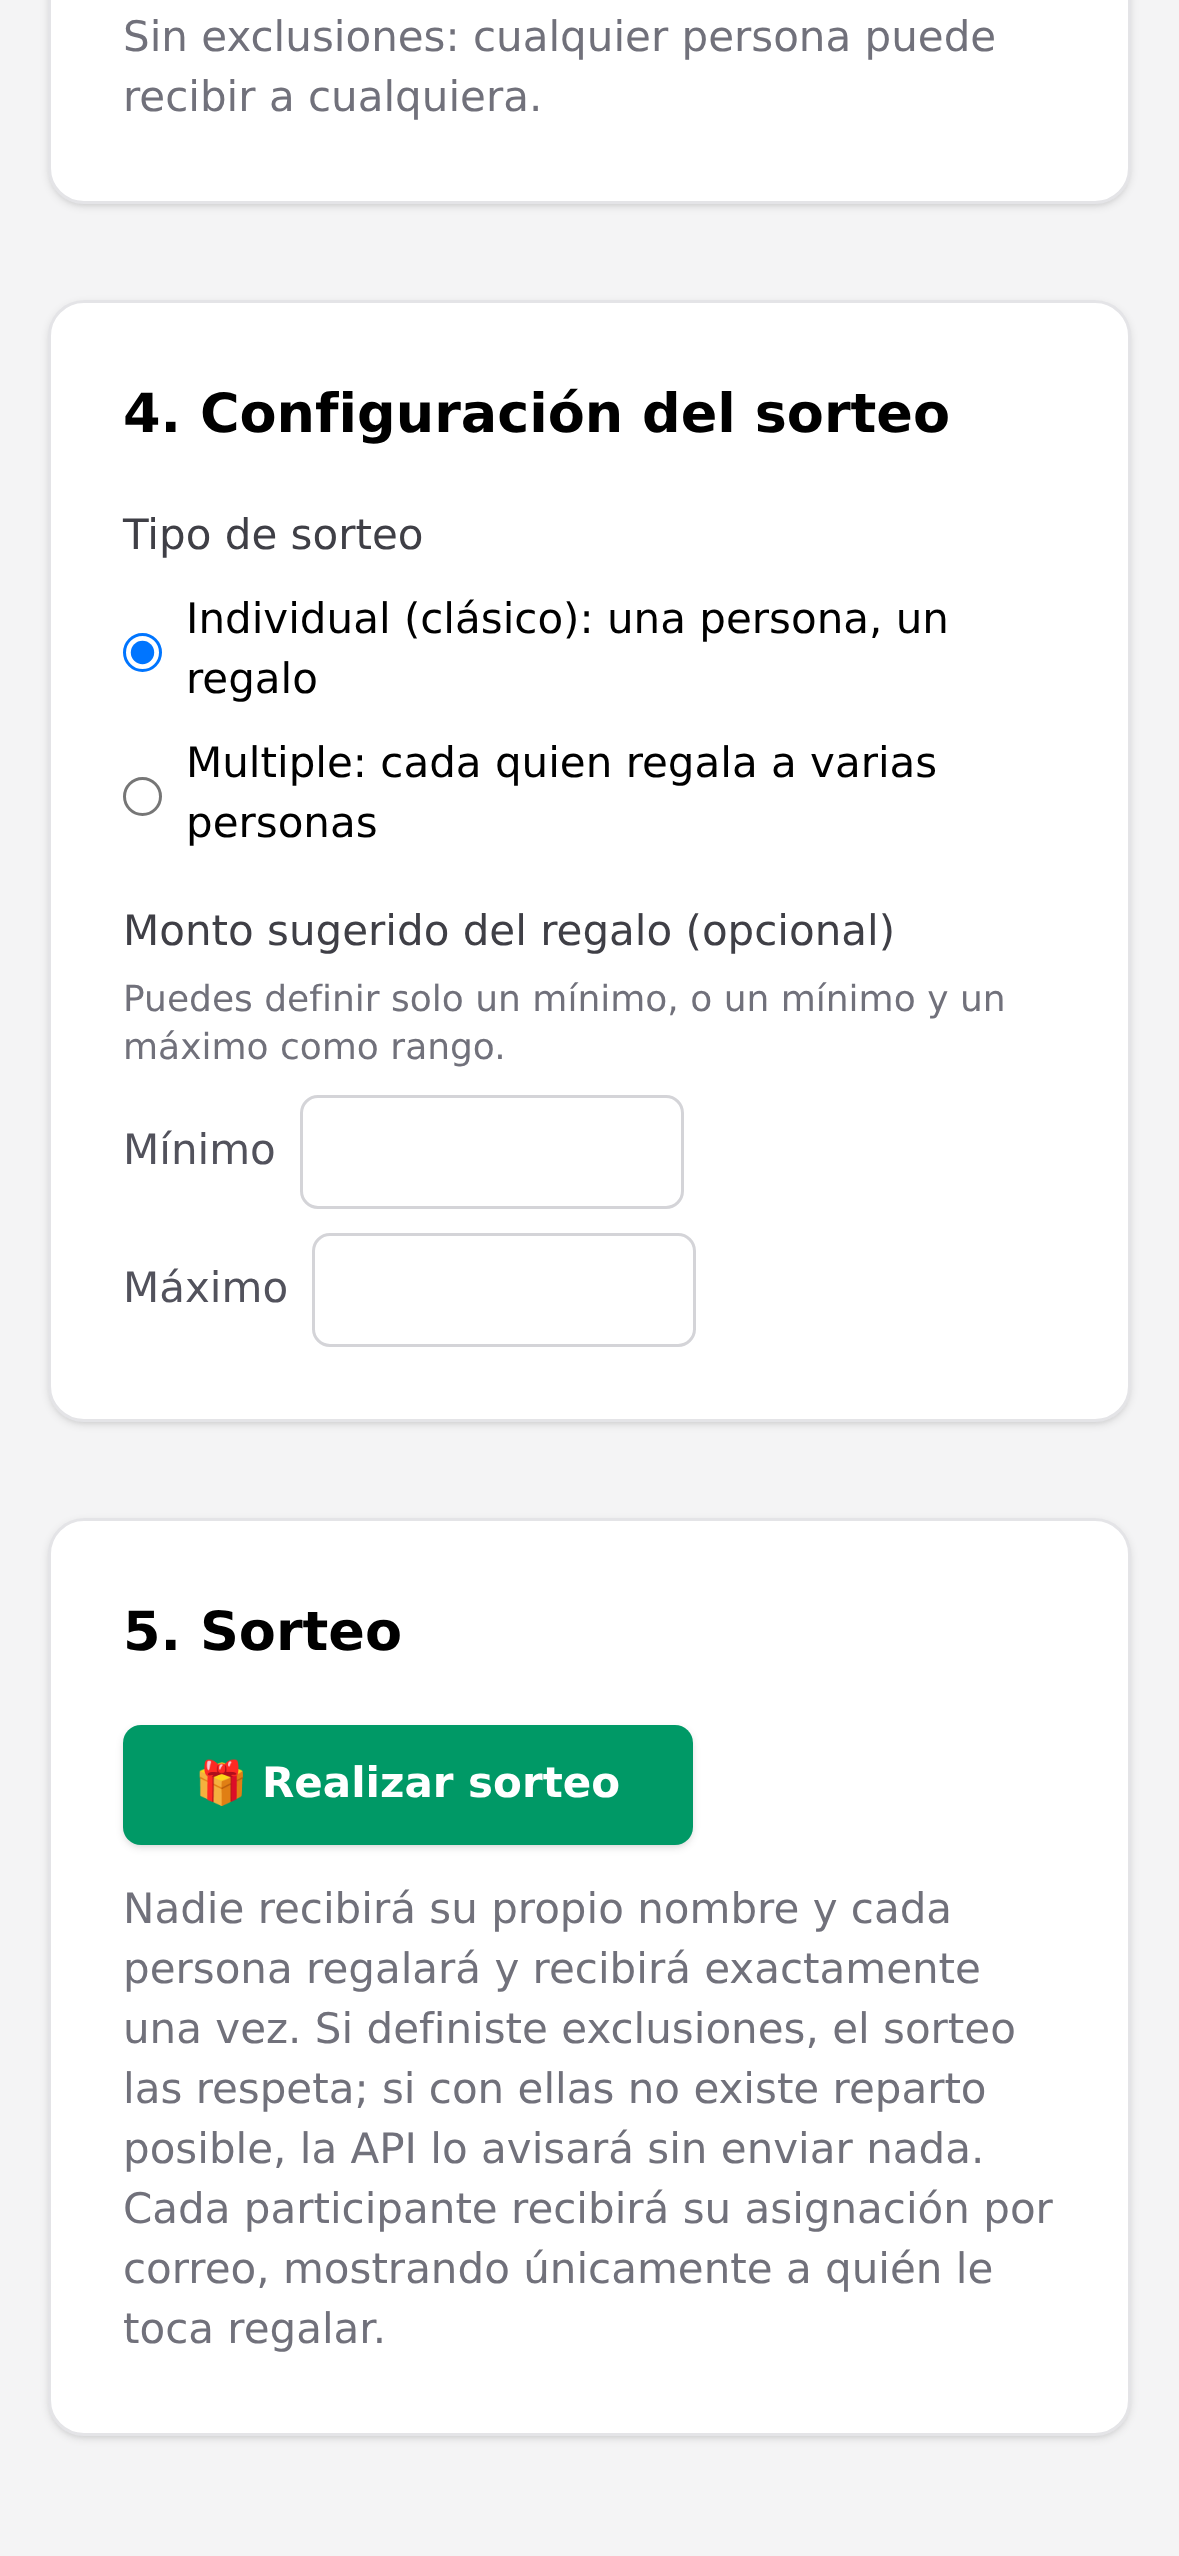 Sin exclusiones: cualquier persona puede
recibir a cualquiera.
4. Configuración del sorteo
Tipo de sorteo
Individual (clásico): una persona, un
regalo
Multiple: cada quien regala a varias
personas
Monto sugerido del regalo (opcional)
Puedes definir solo un mínimo, o un mínimo y un
máximo como rango.
Mínimo
Máximo
5. Sorteo
🎁 Realizar sorteo
Nadie recibirá su propio nombre y cada
persona regalará y recibirá exactamente
una vez. Si definiste exclusiones, el sorteo
las respeta; si con ellas no existe reparto
posible, la API lo avisará sin enviar nada.
Cada participante recibirá su asignación por
correo, mostrando únicamente a quién le
toca regalar.